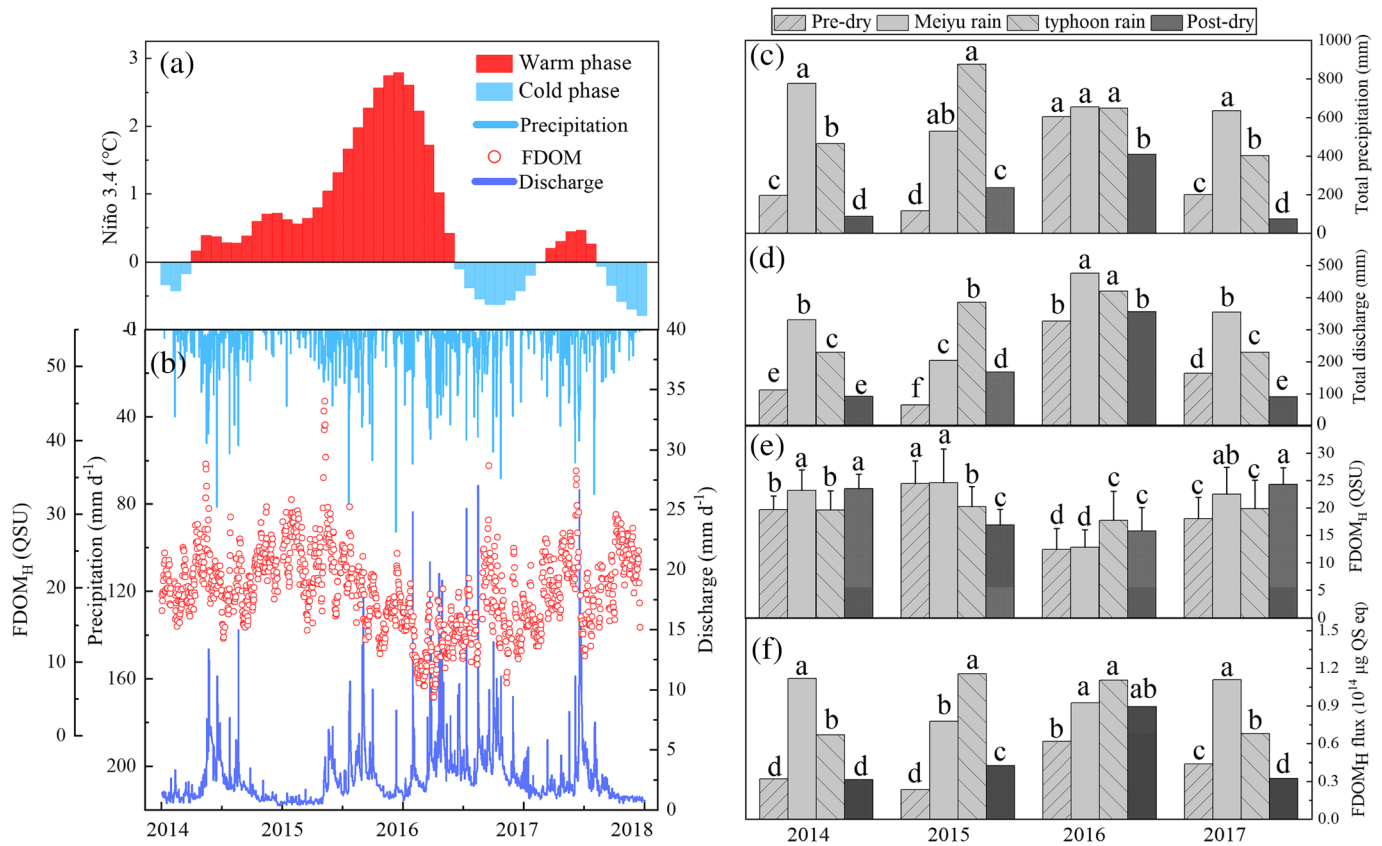 Pre-dry Meiyu rain typhoon rain Post-dry
(a)
Warm phase
Cold phase
Precipitation
FDOM
Discharge
Niño 3.4 (℃)
3
2
1
0
-0
(b)
FDOM_H (QSU)
50
40
30
20
10
0
Precipitation (mm d⁻¹)
40
80
120
160
200
Discharge (mm d⁻¹)
40
35
30
25
20
15
10
5
0
2014 2015 2016 2017 2018
(c)
c a b d
d ab a c
a a a b
c a b d
Total precipitation (mm)
1000
800
600
400
200
0
(d)
e b c e
f c b d
b a a b
d b c e
Total discharge (mm)
500
400
300
200
100
0
(e)
b a b a
a a b c
d d c c
c ab c a
FDOM_H (QSU)
30
25
20
15
10
5
0
(f)
d a b d
d b a c
b a a ab
d a b d
FDOM_H flux (10¹⁴ µg QS eq)
1.5
1.2
0.9
0.6
0.3
0.0
2014 2015 2016 2017